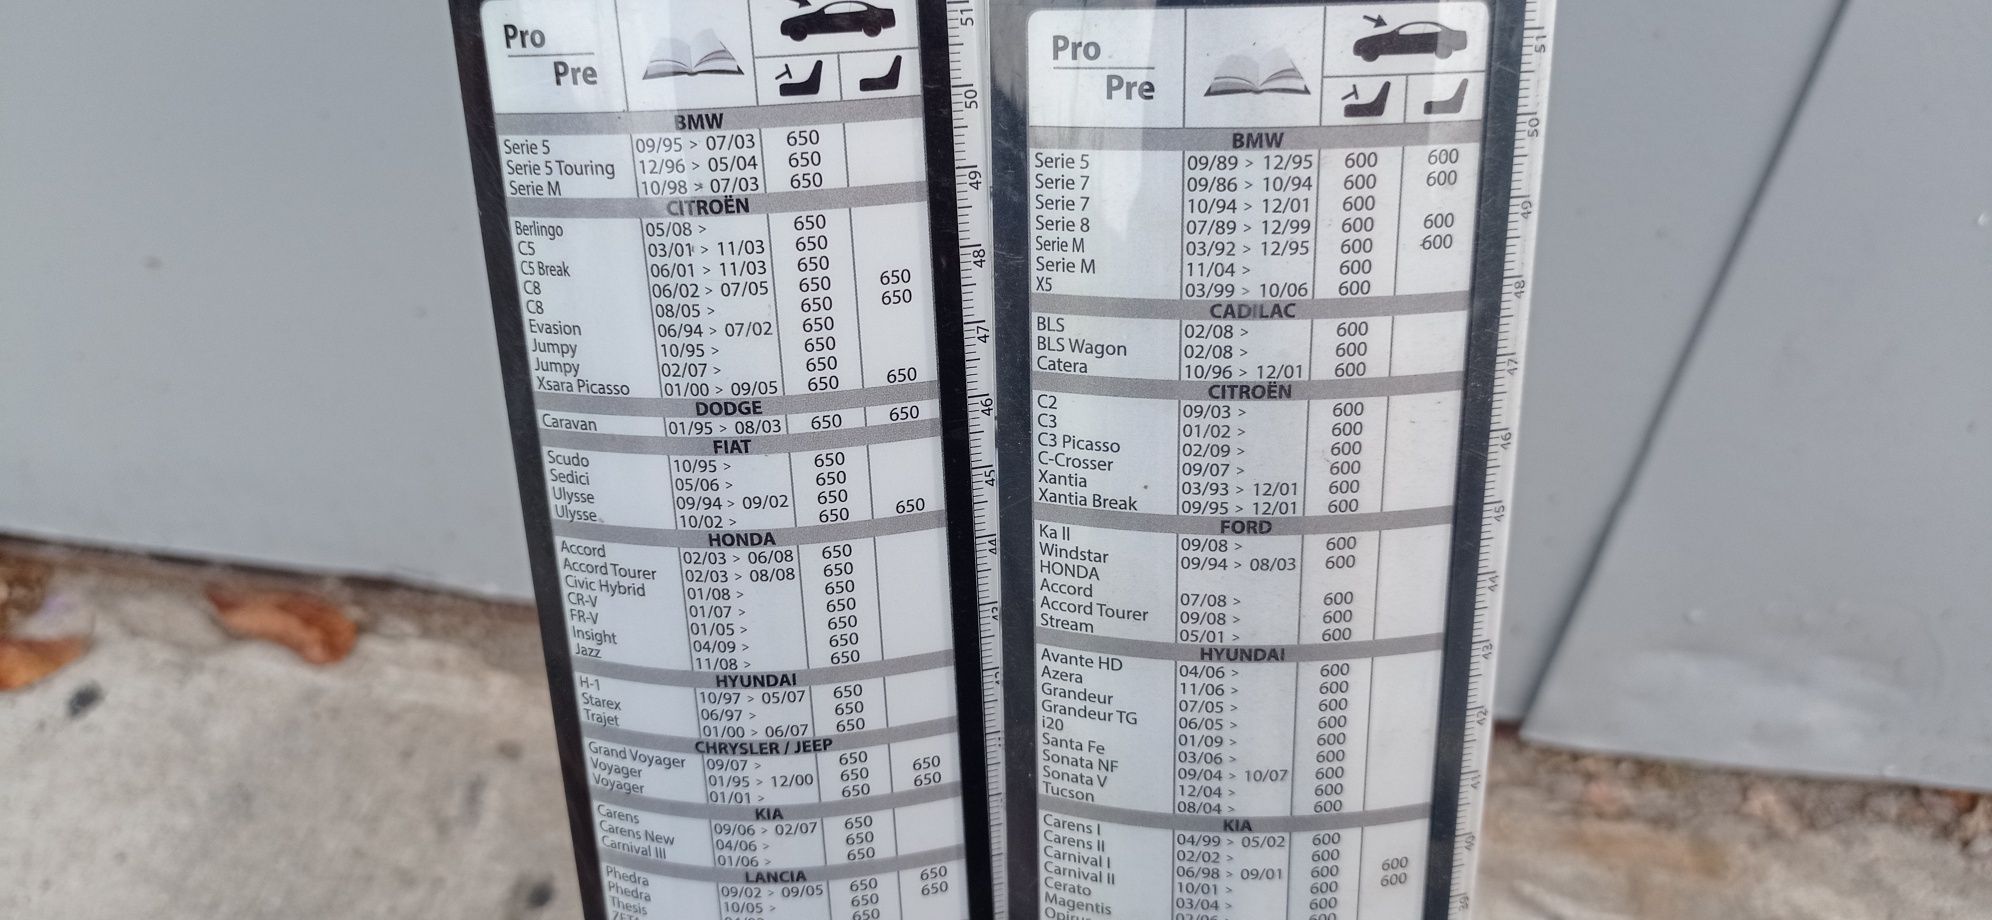 Pro
Pre
BMW
Serie 5 09/95 > 07/03 650
Serie 5 Touring 12/96 > 05/04 650
Serie M 10/98 > 07/03 650
CITROËN
Berlingo 05/08 > 650
C5 03/01 > 11/03 650
C5 Break 06/01 > 11/03 650
C8 06/02 > 07/05 650 650
C8 08/05 > 650 650
Evasion 06/94 > 07/02 650
Jumpy 10/95 > 650
Jumpy 02/07 > 650
Xsara Picasso 01/00 > 09/05 650 650
DODGE
Caravan 01/95 > 08/03 650 650
FIAT
Scudo 10/95 > 650
Sedici 05/06 > 650
Ulysse 09/94 > 09/02 650
Ulysse 10/02 > 650 650
HONDA
Accord 02/03 > 06/08 650
Accord Tourer 02/03 > 08/08 650
Civic Hybrid 01/08 > 650
CR-V 01/07 > 650
FR-V 01/05 > 650
Insight 04/09 > 650
Jazz 11/08 > 650
HYUNDAI
H-1 10/97 > 05/07 650
Starex 06/97 > 650
Trajet 01/00 > 06/07 650
CHRYSLER / JEEP
Grand Voyager 09/07 > 650
Voyager 01/95 > 12/00 650 650
Voyager 01/01 > 650 650
KIA
Carens 09/06 > 02/07 650
Carens New 04/06 > 650
Carnival III 01/06 > 650
LANCIA
Phedra 09/02 > 09/05 650 650
Phedra 10/05 > 650 650
Thesis 650
51
50
49
48
47
46
45
44
Pro
Pre
BMW
Serie 5 09/89 > 12/95 600 600
Serie 7 09/86 > 10/94 600 600
Serie 7 10/94 > 12/01 600
Serie 8 07/89 > 12/99 600 600
Serie M 03/92 > 12/95 600 600
Serie M 11/04 > 600
X5 03/99 > 10/06 600
CADILAC
BLS 02/08 > 600
BLS Wagon 02/08 > 600
Catera 10/96 > 12/01 600
CITROËN
C2 09/03 > 600
C3 01/02 > 600
C3 Picasso 02/09 > 600
C-Crosser 09/07 > 600
Xantia 03/93 > 12/01 600
Xantia Break 09/95 > 12/01 600
FORD
Ka II 09/08 > 600
Windstar 09/94 > 08/03 600
HONDA
Accord 07/08 > 600
Accord Tourer 09/08 > 600
Stream 05/01 > 600
HYUNDAI
Avante HD 04/06 > 600
Azera 11/06 > 600
Grandeur 07/05 > 600
Grandeur TG 06/05 > 600
i20 01/09 > 600
Santa Fe 03/06 > 600
Sonata NF 09/04 > 10/07 600
Sonata V 12/04 > 600
Tucson 08/04 > 600
KIA
Carens I 04/99 > 05/02 600
Carens II 02/02 > 600
Carnival I 06/98 > 09/01 600 600
Carnival II 10/01 > 600 600
Cerato 03/04 > 600
Magentis 600
51
50
49
48
47
46
45
44
43
42
41
40
39